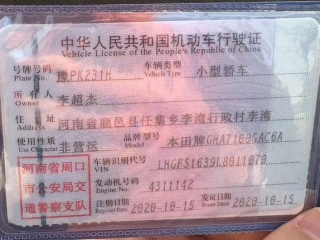 中华人民共和国机动车行驶证
Vehicle License of the People's Republic of China
号牌号码 豫PK231H 车辆类型 小型轿车
Plate No. Vehicle Type
所有人 李超杰
Owner
住址 河南省鹿邑县任集乡李湾行政村李湾
Address
使用性质 非营运 品牌型号 本田牌GHA7100GAC6A
Use Character Model
河南省周口 车辆识别代号 LHGFS1639L8011070
VIN
市公安局交 发动机号码 4311142
Engine No.
通警察支队 注册日期 2020-10-15 发证日期 2020-10-15
Register Date Issue Date